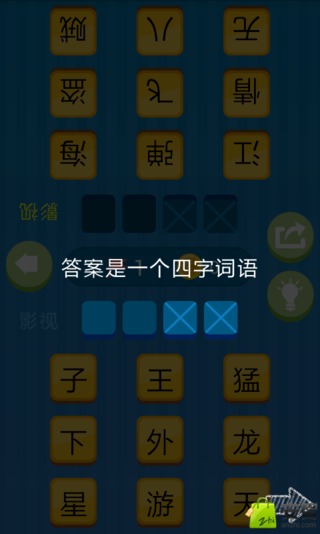 贼 八 无
盗 飞 情
海 弹 江
影视
答案是一个四字词语
影视
子 王 猛
下 外 龙
星 游 天